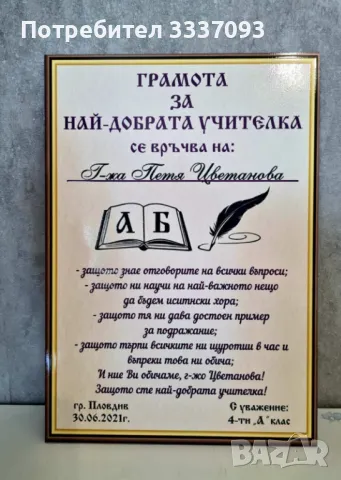 Потребител 3337093
ГРАМОТА
ЗА
НАЙ-ДОБРАТА УЧИТЕЛКА
СЕ ВРЪЧВА НА:
Г-жа Петя Цветанова
А Б
- защото знае отговорите на всички въпроси;
- защото ни научи на най-важното нещо
да бъдем иситнски хора;
- защото тя ни дава достоен пример
за подражание;
- защото търпи всичките ни щуротии в час и
въпреки това ни обича;
И ние Ви обичаме, г-жо Цветанова!
Защото сте най-добрата учителка!
гр. Пловдив
30.06.2021г.
С уважение:
4-ти "А" клас
BAZAR